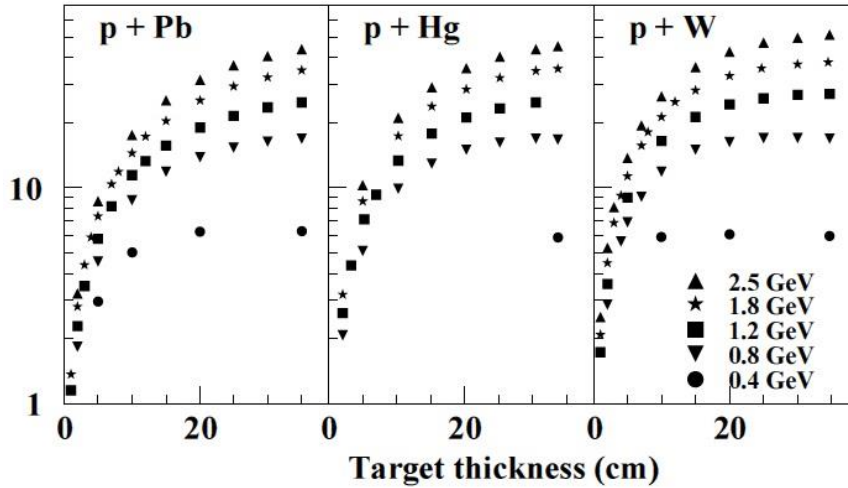 p + Pb p + Hg p + W
10
2.5 GeV
1.8 GeV
1.2 GeV
0.8 GeV
0.4 GeV
1
0 20 0 20 0 20
Target thickness (cm)